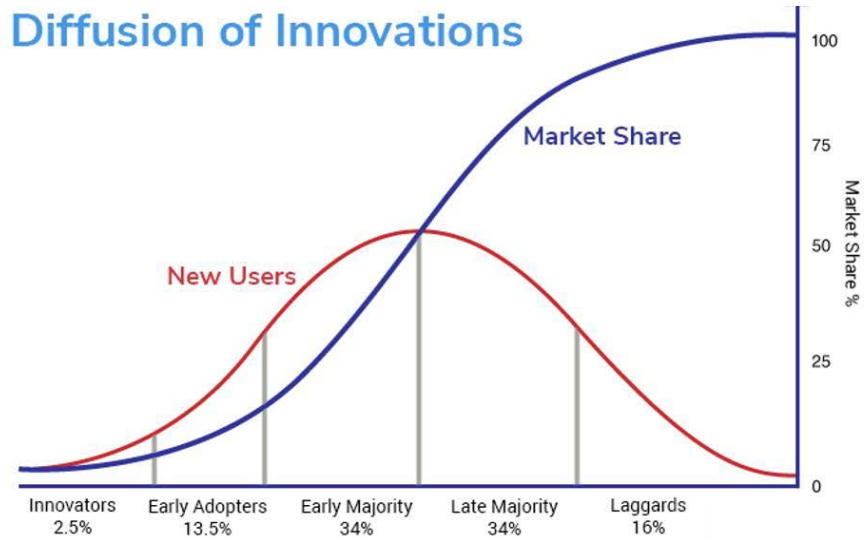 Diffusion of Innovations
100
Market Share
75
Market Share %
New Users
50
25
0
Innovators
2.5%
Early Adopters
13.5%
Early Majority
34%
Late Majority
34%
Laggards
16%